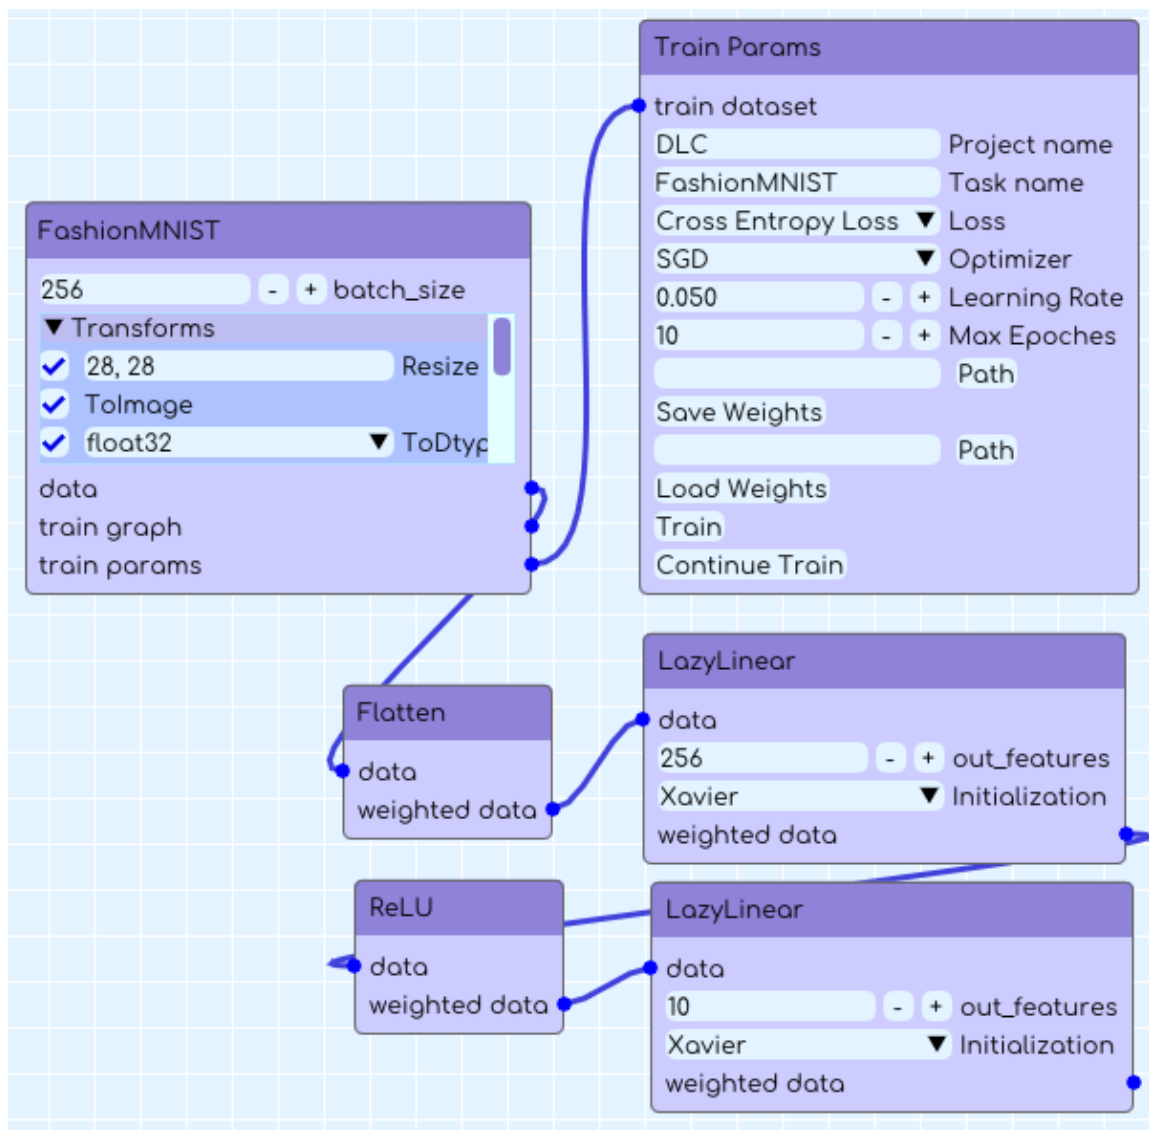 Train Params
train dataset
DLC Project name
FashionMNIST Task name
Cross Entropy Loss ▼ Loss
SGD ▼ Optimizer
0.050 - + Learning Rate
10 - + Max Epoches
Path
Save Weights
Path
Load Weights
Train
Continue Train
FashionMNIST
256 - + batch_size
▼ Transforms
28, 28 Resize
ToImage
float32 ▼ ToDtyp
data
train graph
train params
Flatten
data
weighted data
LazyLinear
data
256 - + out_features
Xavier ▼ Initialization
weighted data
ReLU
data
weighted data
LazyLinear
data
10 - + out_features
Xavier ▼ Initialization
weighted data